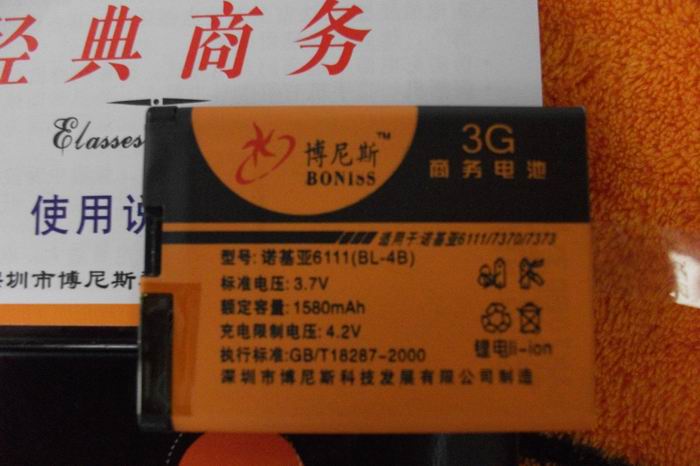 经典商务
Elasses
使用说
圳市博尼斯
博尼斯™
BONISS
3G
商务电池
适用于诺基亚6111/7370/7373
型号: 诺基亚6111(BL-4B)
标准电压: 3.7V
额定容量: 1580mAh
充电限制电压: 4.2V
执行标准: GB/T18287-2000
深圳市博尼斯科技发展有限公司制造
锂电li-ion